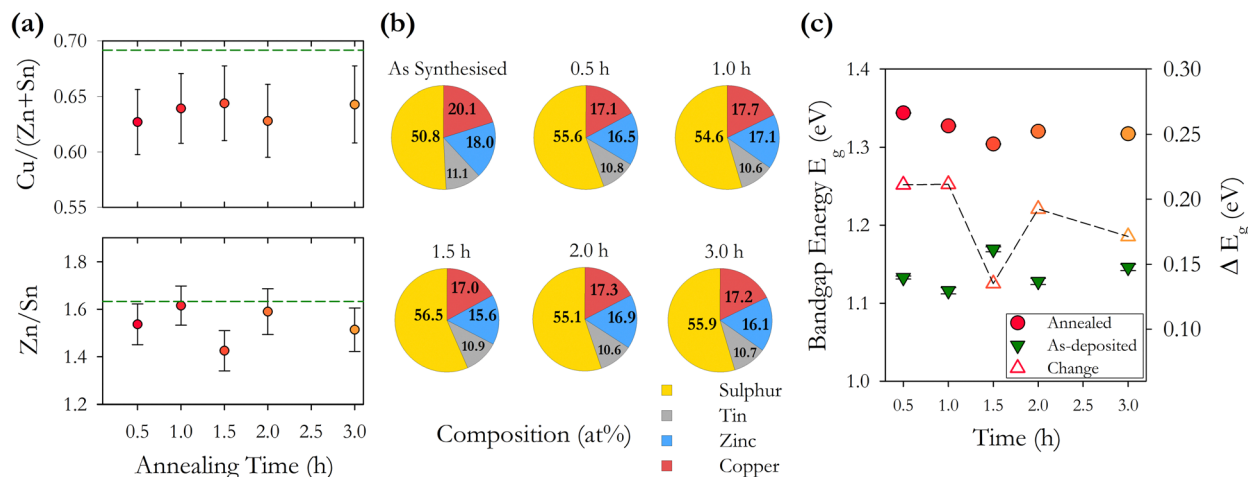 (a)
0.70
0.65
0.60
0.55
Cu/(Zn+Sn)
1.8
1.6
1.4
1.2
Zn/Sn
0.5 1.0 1.5 2.0 3.0
Annealing Time (h)
(b)
As Synthesised 0.5 h 1.0 h
20.1
50.8
18.0
11.1
17.1
55.6
16.5
10.8
17.7
54.6
17.1
10.6
1.5 h 2.0 h 3.0 h
17.0
56.5
15.6
10.9
17.3
55.1
16.9
10.6
17.2
55.9
16.1
10.7
Composition (at%)
Sulphur
Tin
Zinc
Copper
(c)
1.4
1.3
1.2
1.1
1.0
Bandgap Energy Eg (eV)
0.30
0.25
0.20
0.15
0.10
Δ Eg (eV)
Annealed
As-deposited
Change
0.5 1.0 1.5 2.0 3.0
Time (h)